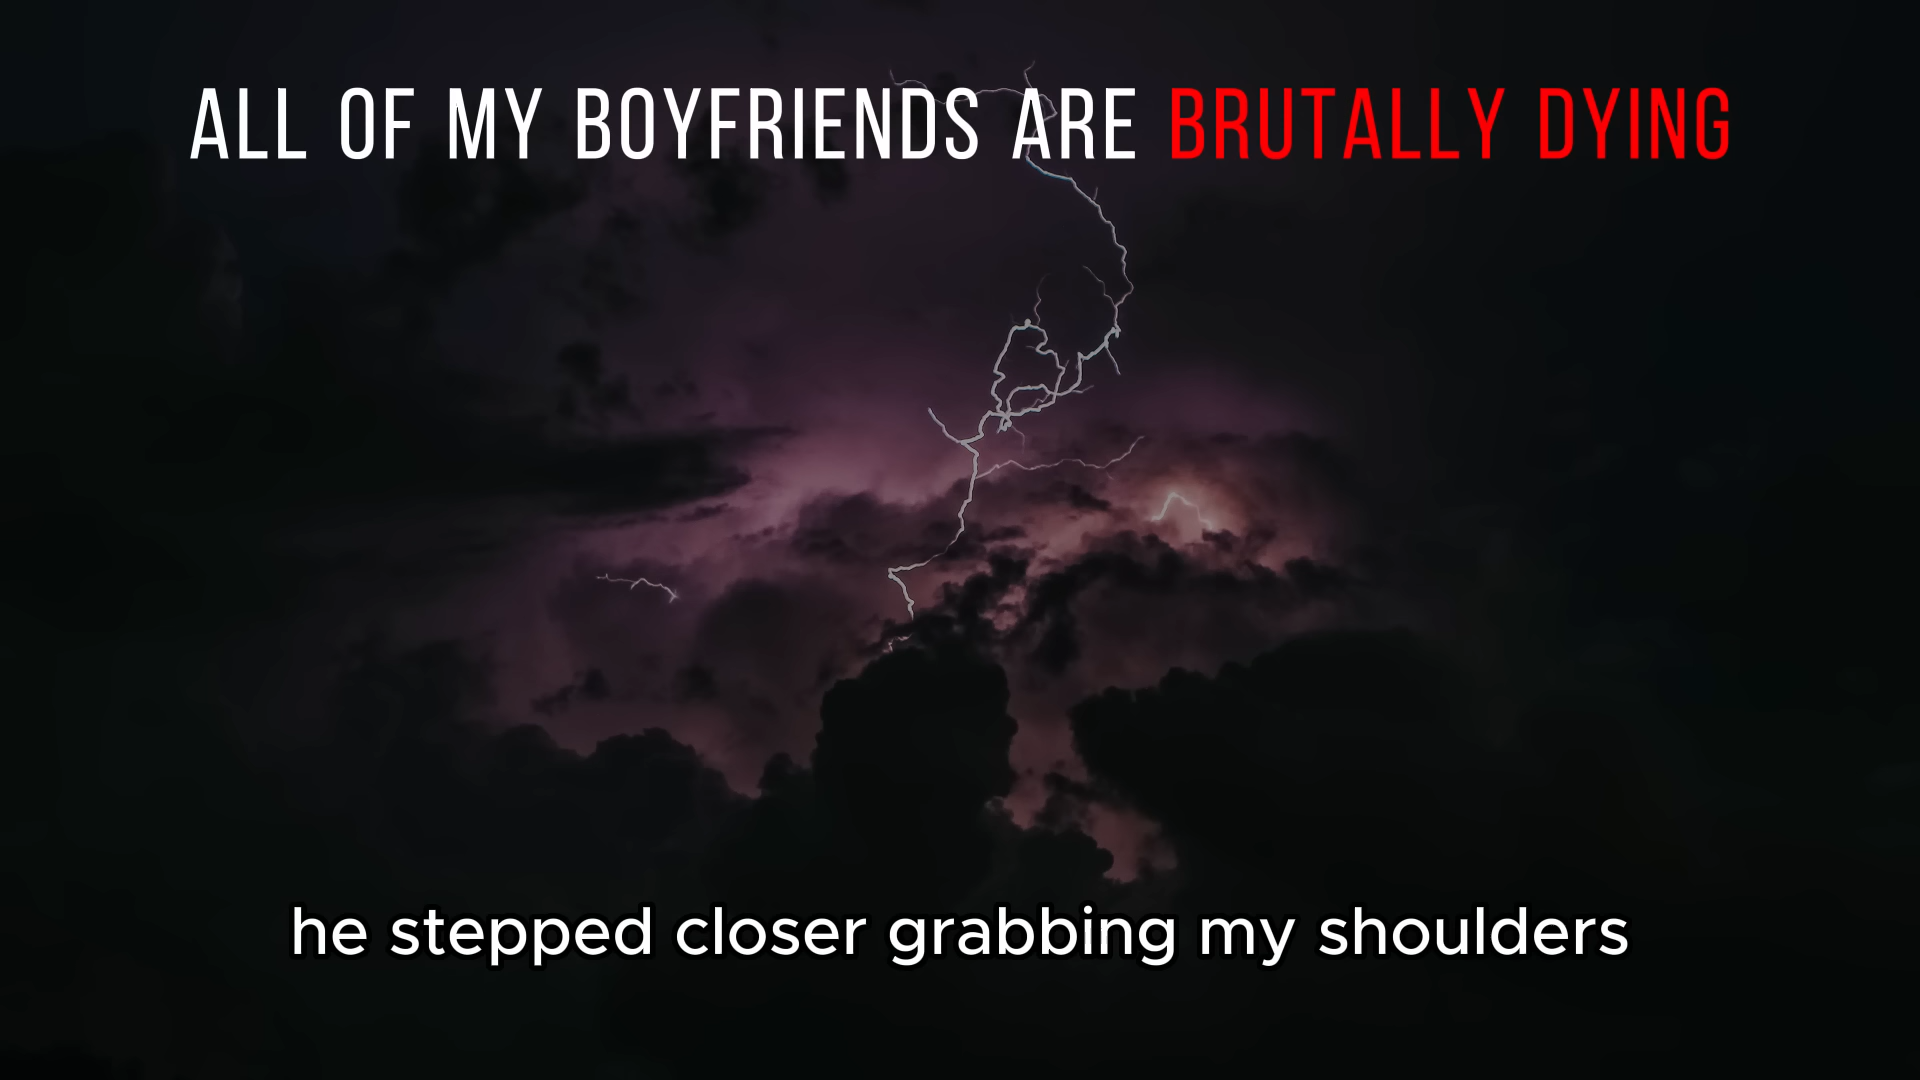 ALL OF MY BOYFRIENDS ARE BRUTALLY DYING
he stepped closer grabbing my shoulders